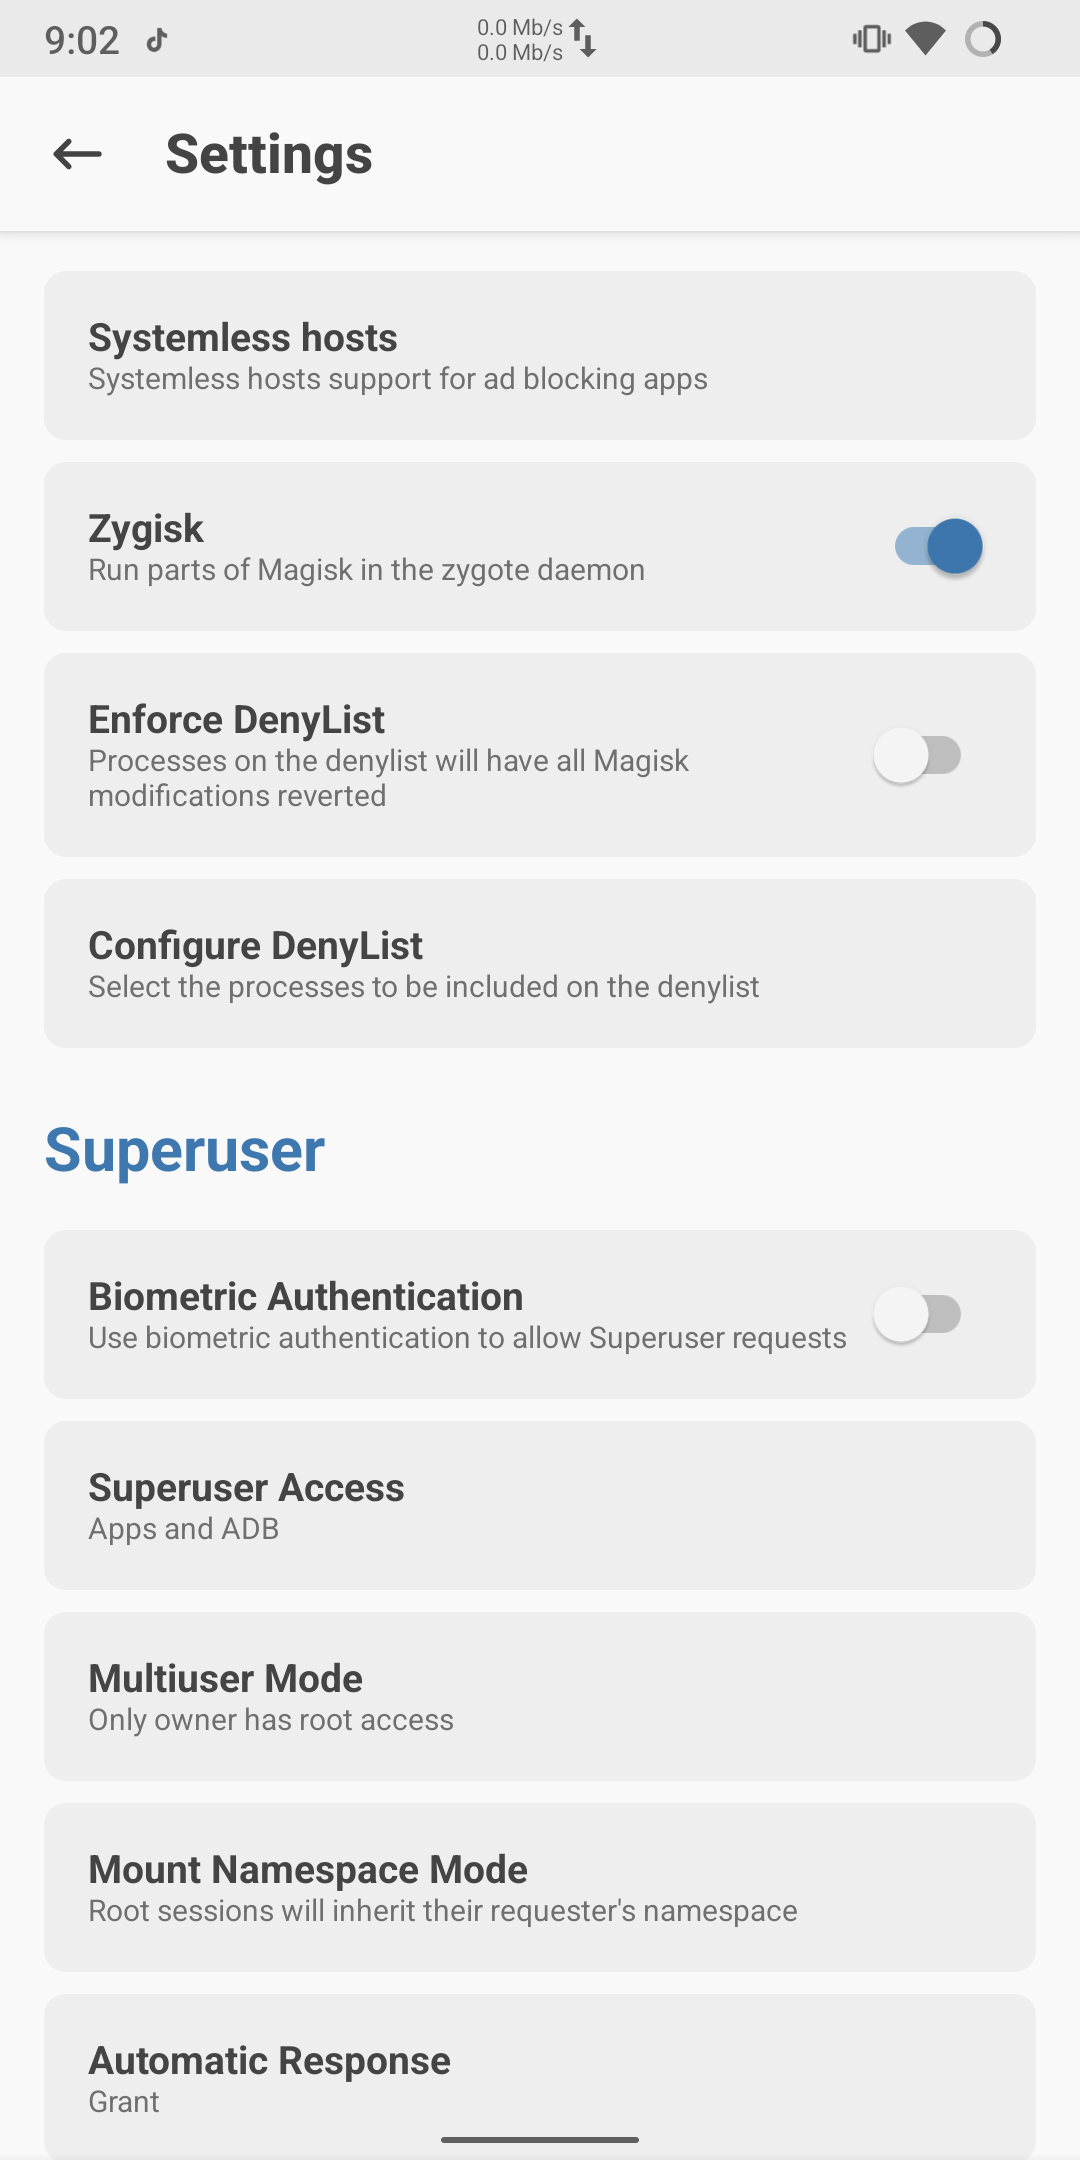 9:02
0.0 Mb/s
0.0 Mb/s
Settings
Systemless hosts
Systemless hosts support for ad blocking apps
Zygisk
Run parts of Magisk in the zygote daemon
Enforce DenyList
Processes on the denylist will have all Magisk
modifications reverted
Configure DenyList
Select the processes to be included on the denylist
Superuser
Biometric Authentication
Use biometric authentication to allow Superuser requests
Superuser Access
Apps and ADB
Multiuser Mode
Only owner has root access
Mount Namespace Mode
Root sessions will inherit their requester's namespace
Automatic Response
Grant